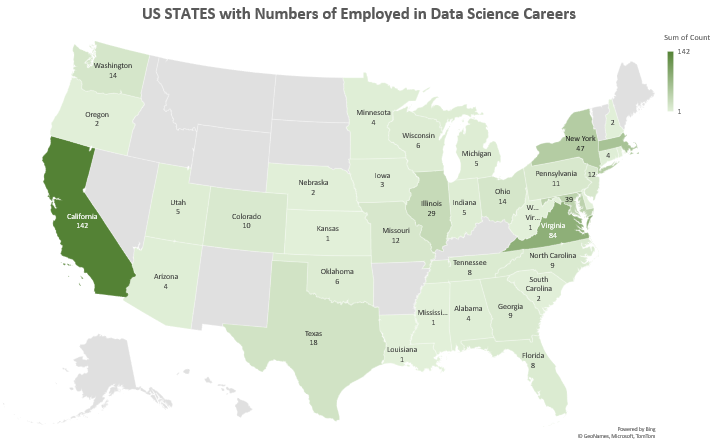 US STATES with Numbers of Employed in Data Science Careers
Sum of Count
142
1
Washington
14
Oregon
2
California
142
Utah
5
Arizona
4
Colorado
10
Nebraska
2
Kansas
1
Oklahoma
6
Texas
18
Minnesota
4
Iowa
3
Missouri
12
Louisiana
1
Wisconsin
6
Illinois
29
Mississi...
1
Michigan
5
Indiana
5
Ohio
14
Tennessee
8
Alabama
4
Georgia
9
Florida
8
South
Carolina
2
North Carolina
9
W...
Vir...
1
Virginia
84
39
Pennsylvania
11
12
New York
47
4
2
Powered by Bing
© GeoNames, Microsoft, TomTom